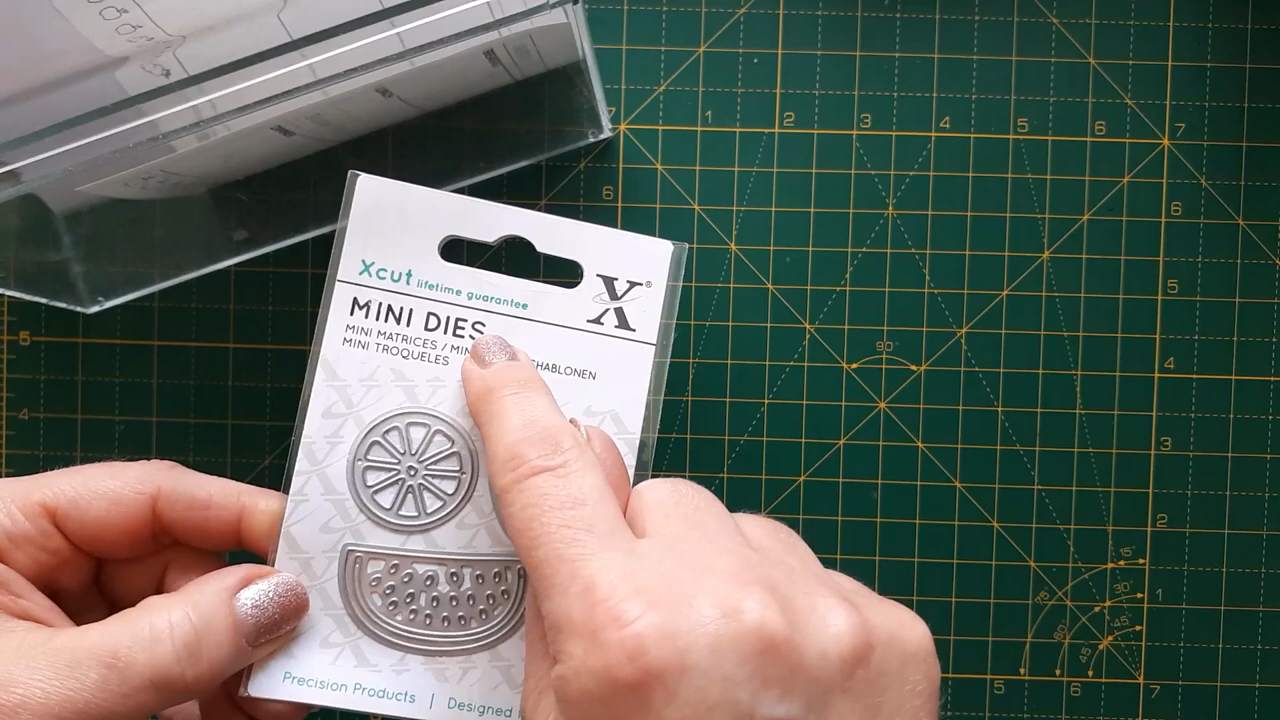 Xcut lifetime guarantee
X®
MINI DIES
MINI MATRICES / MIN HABLONEN
MINI TROQUELES
Precision Products | Designed i
1 2 3 4 5 6 7
6 6
5
5
4
4
3
2
1
90°
15°
30°
45°
75°
60°
45°
5 6 7